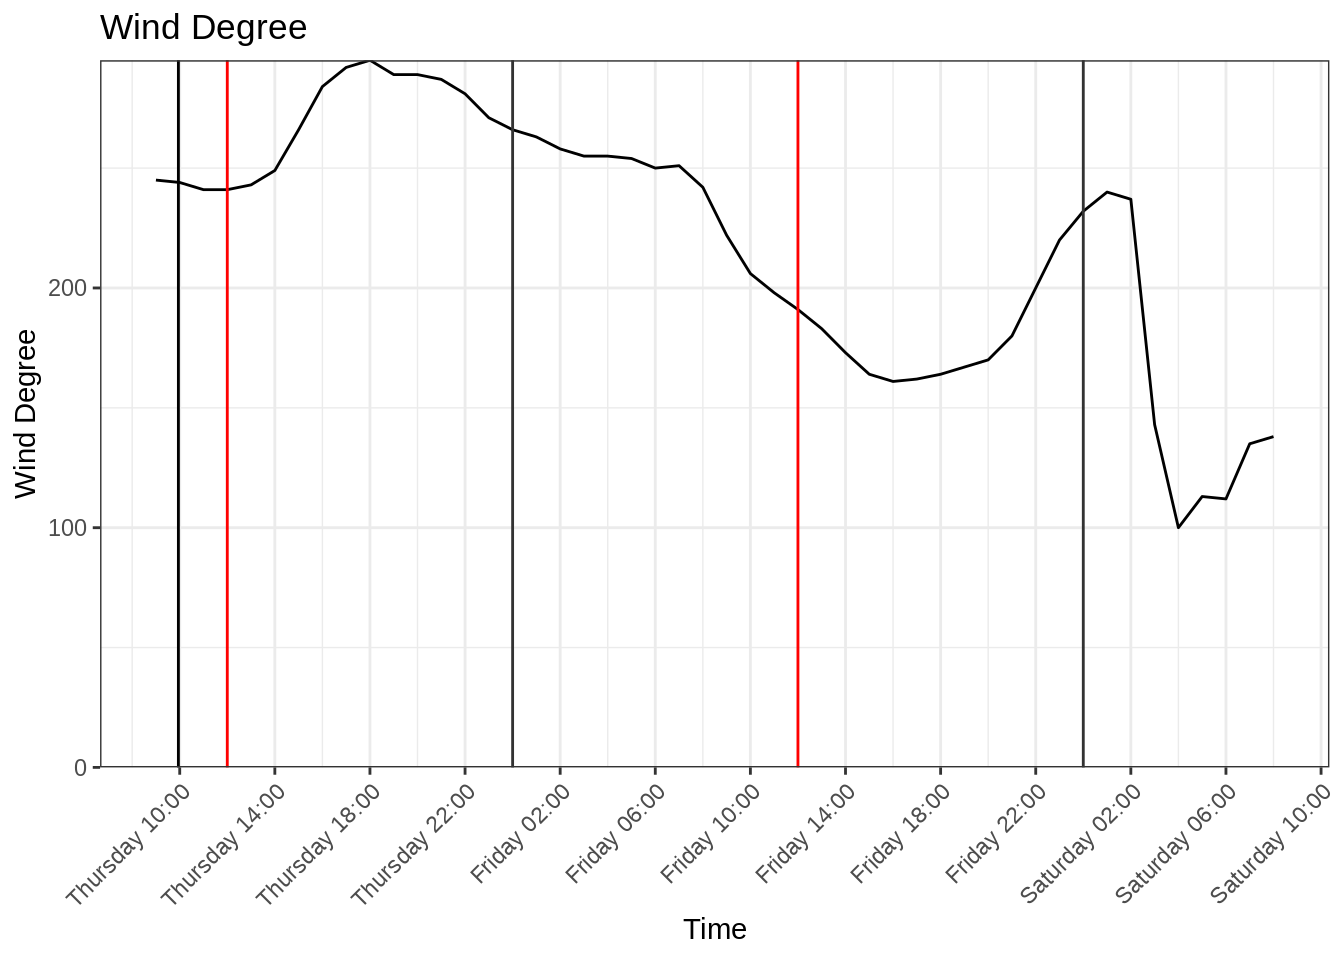 Wind Degree
Wind Degree
200
100
0
Thursday 10:00
Thursday 14:00
Thursday 18:00
Thursday 22:00
Friday 02:00
Friday 06:00
Friday 10:00
Friday 14:00
Friday 18:00
Friday 22:00
Saturday 02:00
Saturday 06:00
Saturday 10:00
Time